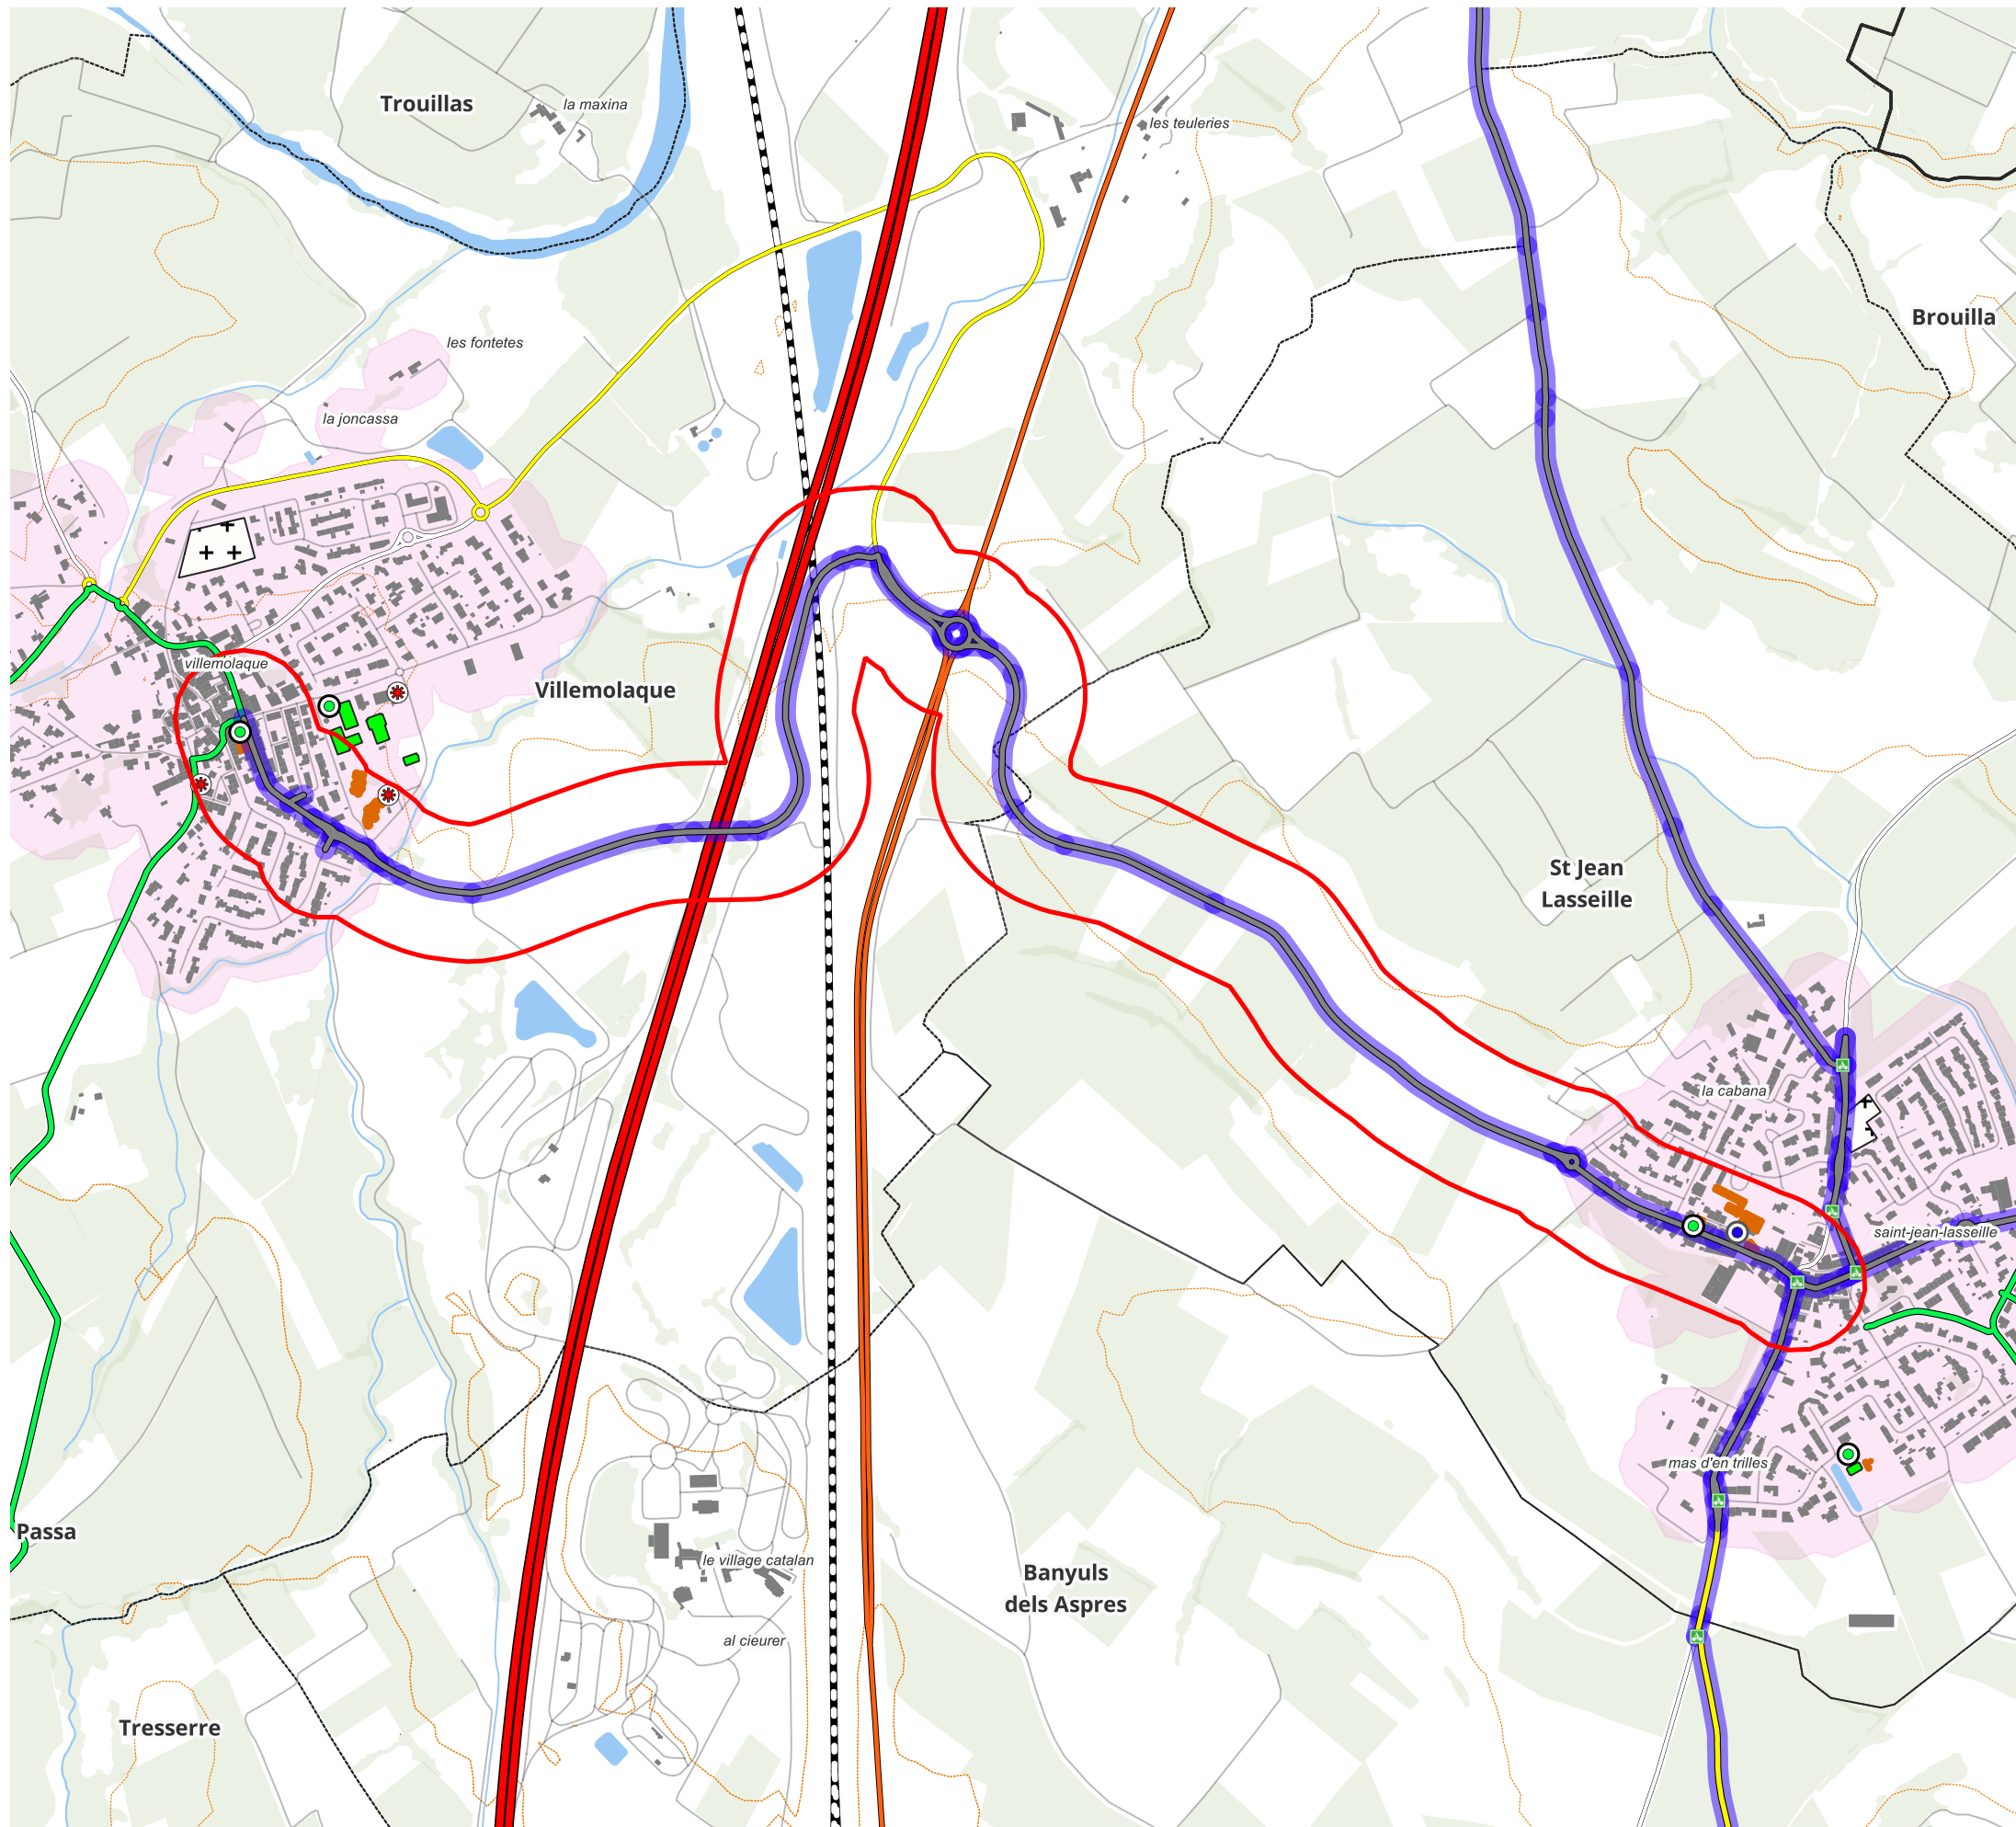 Trouillas
la maxina
les teuleries
Brouilla
les fontetes
la joncassa
villemolaque
Villemolaque
St Jean
Lasseille
la cabana
saint-jean-lasseille
mas d'en trilles
Passa
le village catalan
Banyuls
dels Aspres
al cieurer
Tresserre